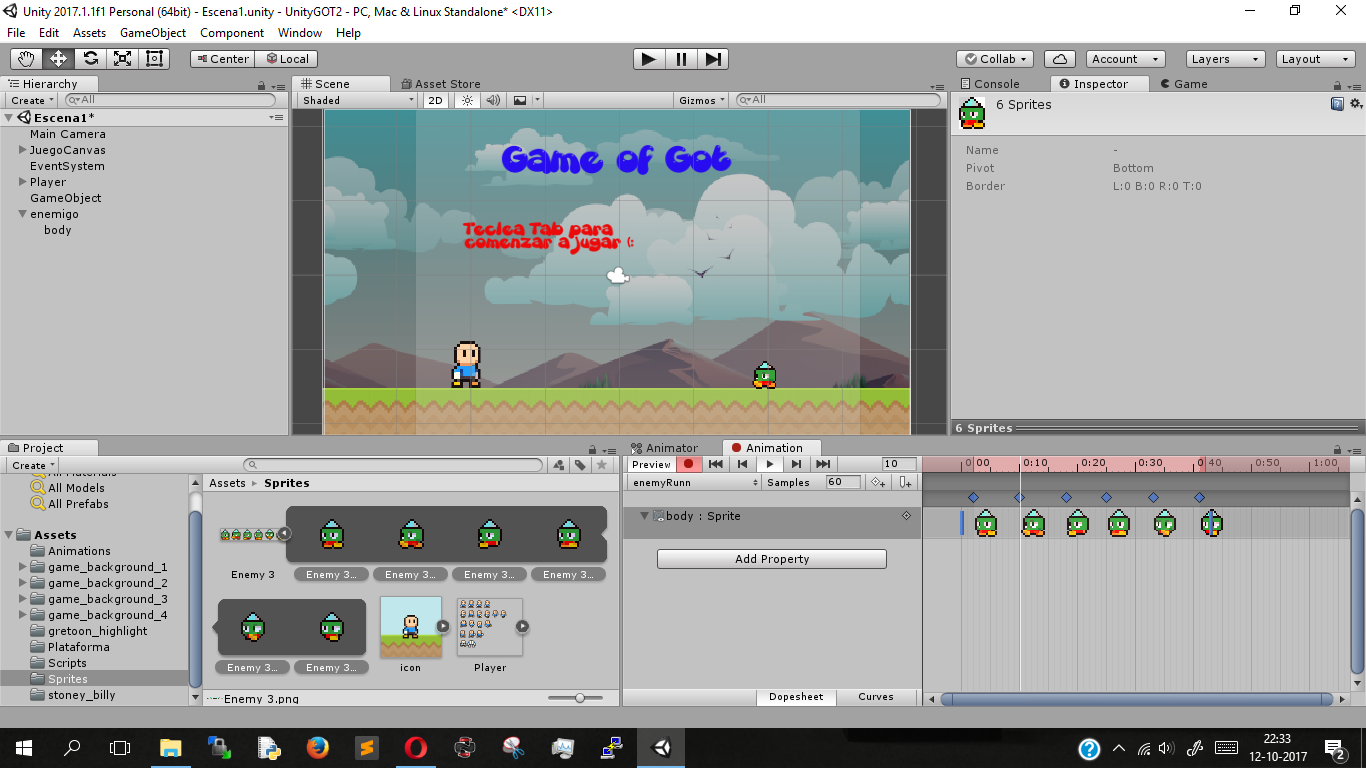 Unity 2017.1.1f1 Personal (64bit) - Escena1.unity - UnityGOT2 - PC, Mac & Linux Standalone* <DX11>
File Edit Assets GameObject Component Window Help
Center Local Collab Account Layers Layout
Hierarchy
Create All
Escena1*
Main Camera
JuegoCanvas
EventSystem
Player
GameObject
enemigo
body
Scene Asset Store
Shaded 2D Gizmos All
Game of Got
Teclea Tab para
comenzar a jugar (:
Console Inspector Game
6 Sprites
Name -
Pivot Bottom
Border L:0 B:0 R:0 T:0
6 Sprites
Project
Create
All Materials
All Models
All Prefabs
Assets
Animations
game_background_1
game_background_2
game_background_3
game_background_4
gretoon_highlight
Plataforma
Scripts
Sprites
stoney_billy
Assets Sprites
Enemy 3 Enemy 3... Enemy 3... Enemy 3... Enemy 3...
Enemy 3... Enemy 3... icon Player
Enemy 3.png
Animator Animation
Preview 10
enemyRunn Samples 60
body : Sprite
Add Property
Dopesheet Curves
0:00 0:10 0:20 0:30 0:40 0:50 1:00
22:33
12-10-2017
2